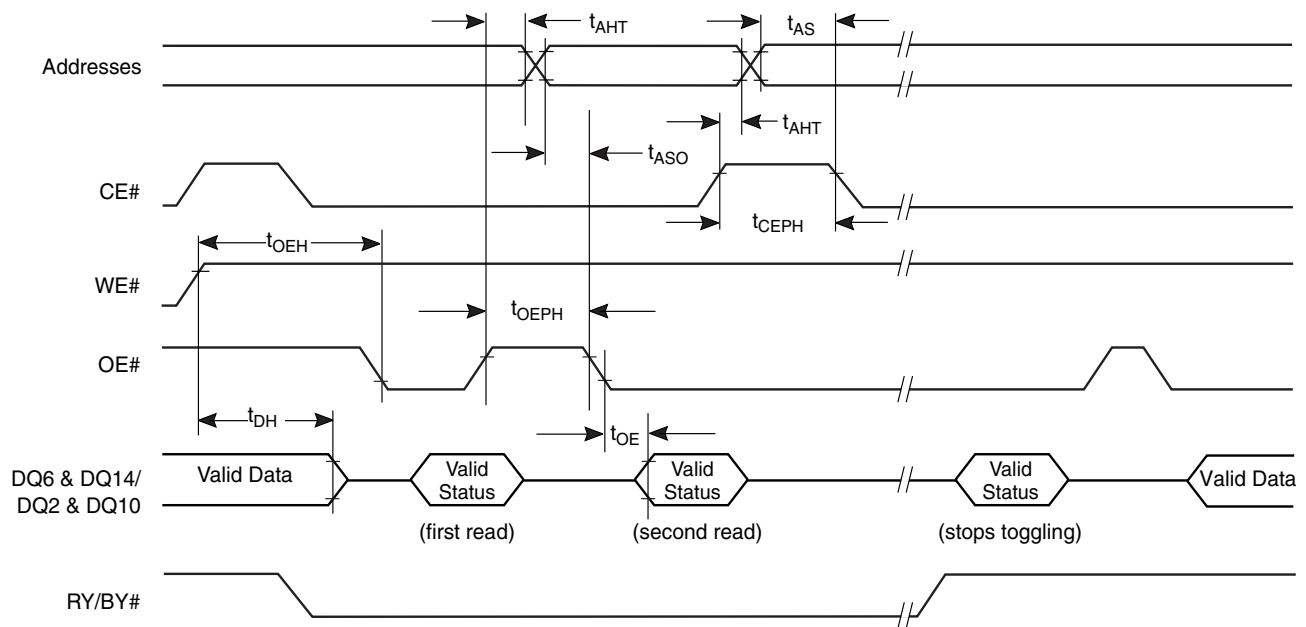 tAHT
tAS
Addresses
tAHT
tASO
CE#
tCEPH
tOEH
WE#
tOEPH
OE#
tDH
tOE
DQ6 & DQ14/
DQ2 & DQ10
Valid Data
Valid
Status
Valid
Status
Valid
Status
Valid Data
(first read)
(second read)
(stops toggling)
RY/BY#